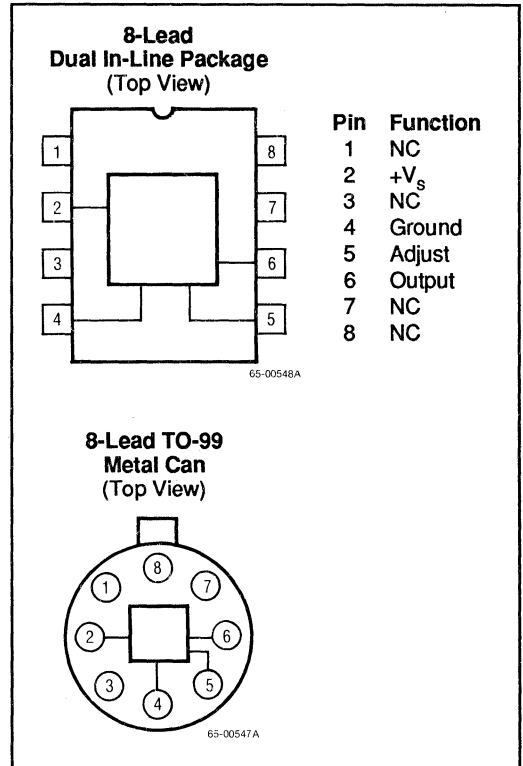 8-Lead
Dual In-Line Package
(Top View)
1
8
2
7
3
6
4
5
65-00548A
Pin Function
1 NC
2 +Vs
3 NC
4 Ground
5 Adjust
6 Output
7 NC
8 NC
8-Lead TO-99
Metal Can
(Top View)
8
1
7
2
6
3
5
4
65-00547A